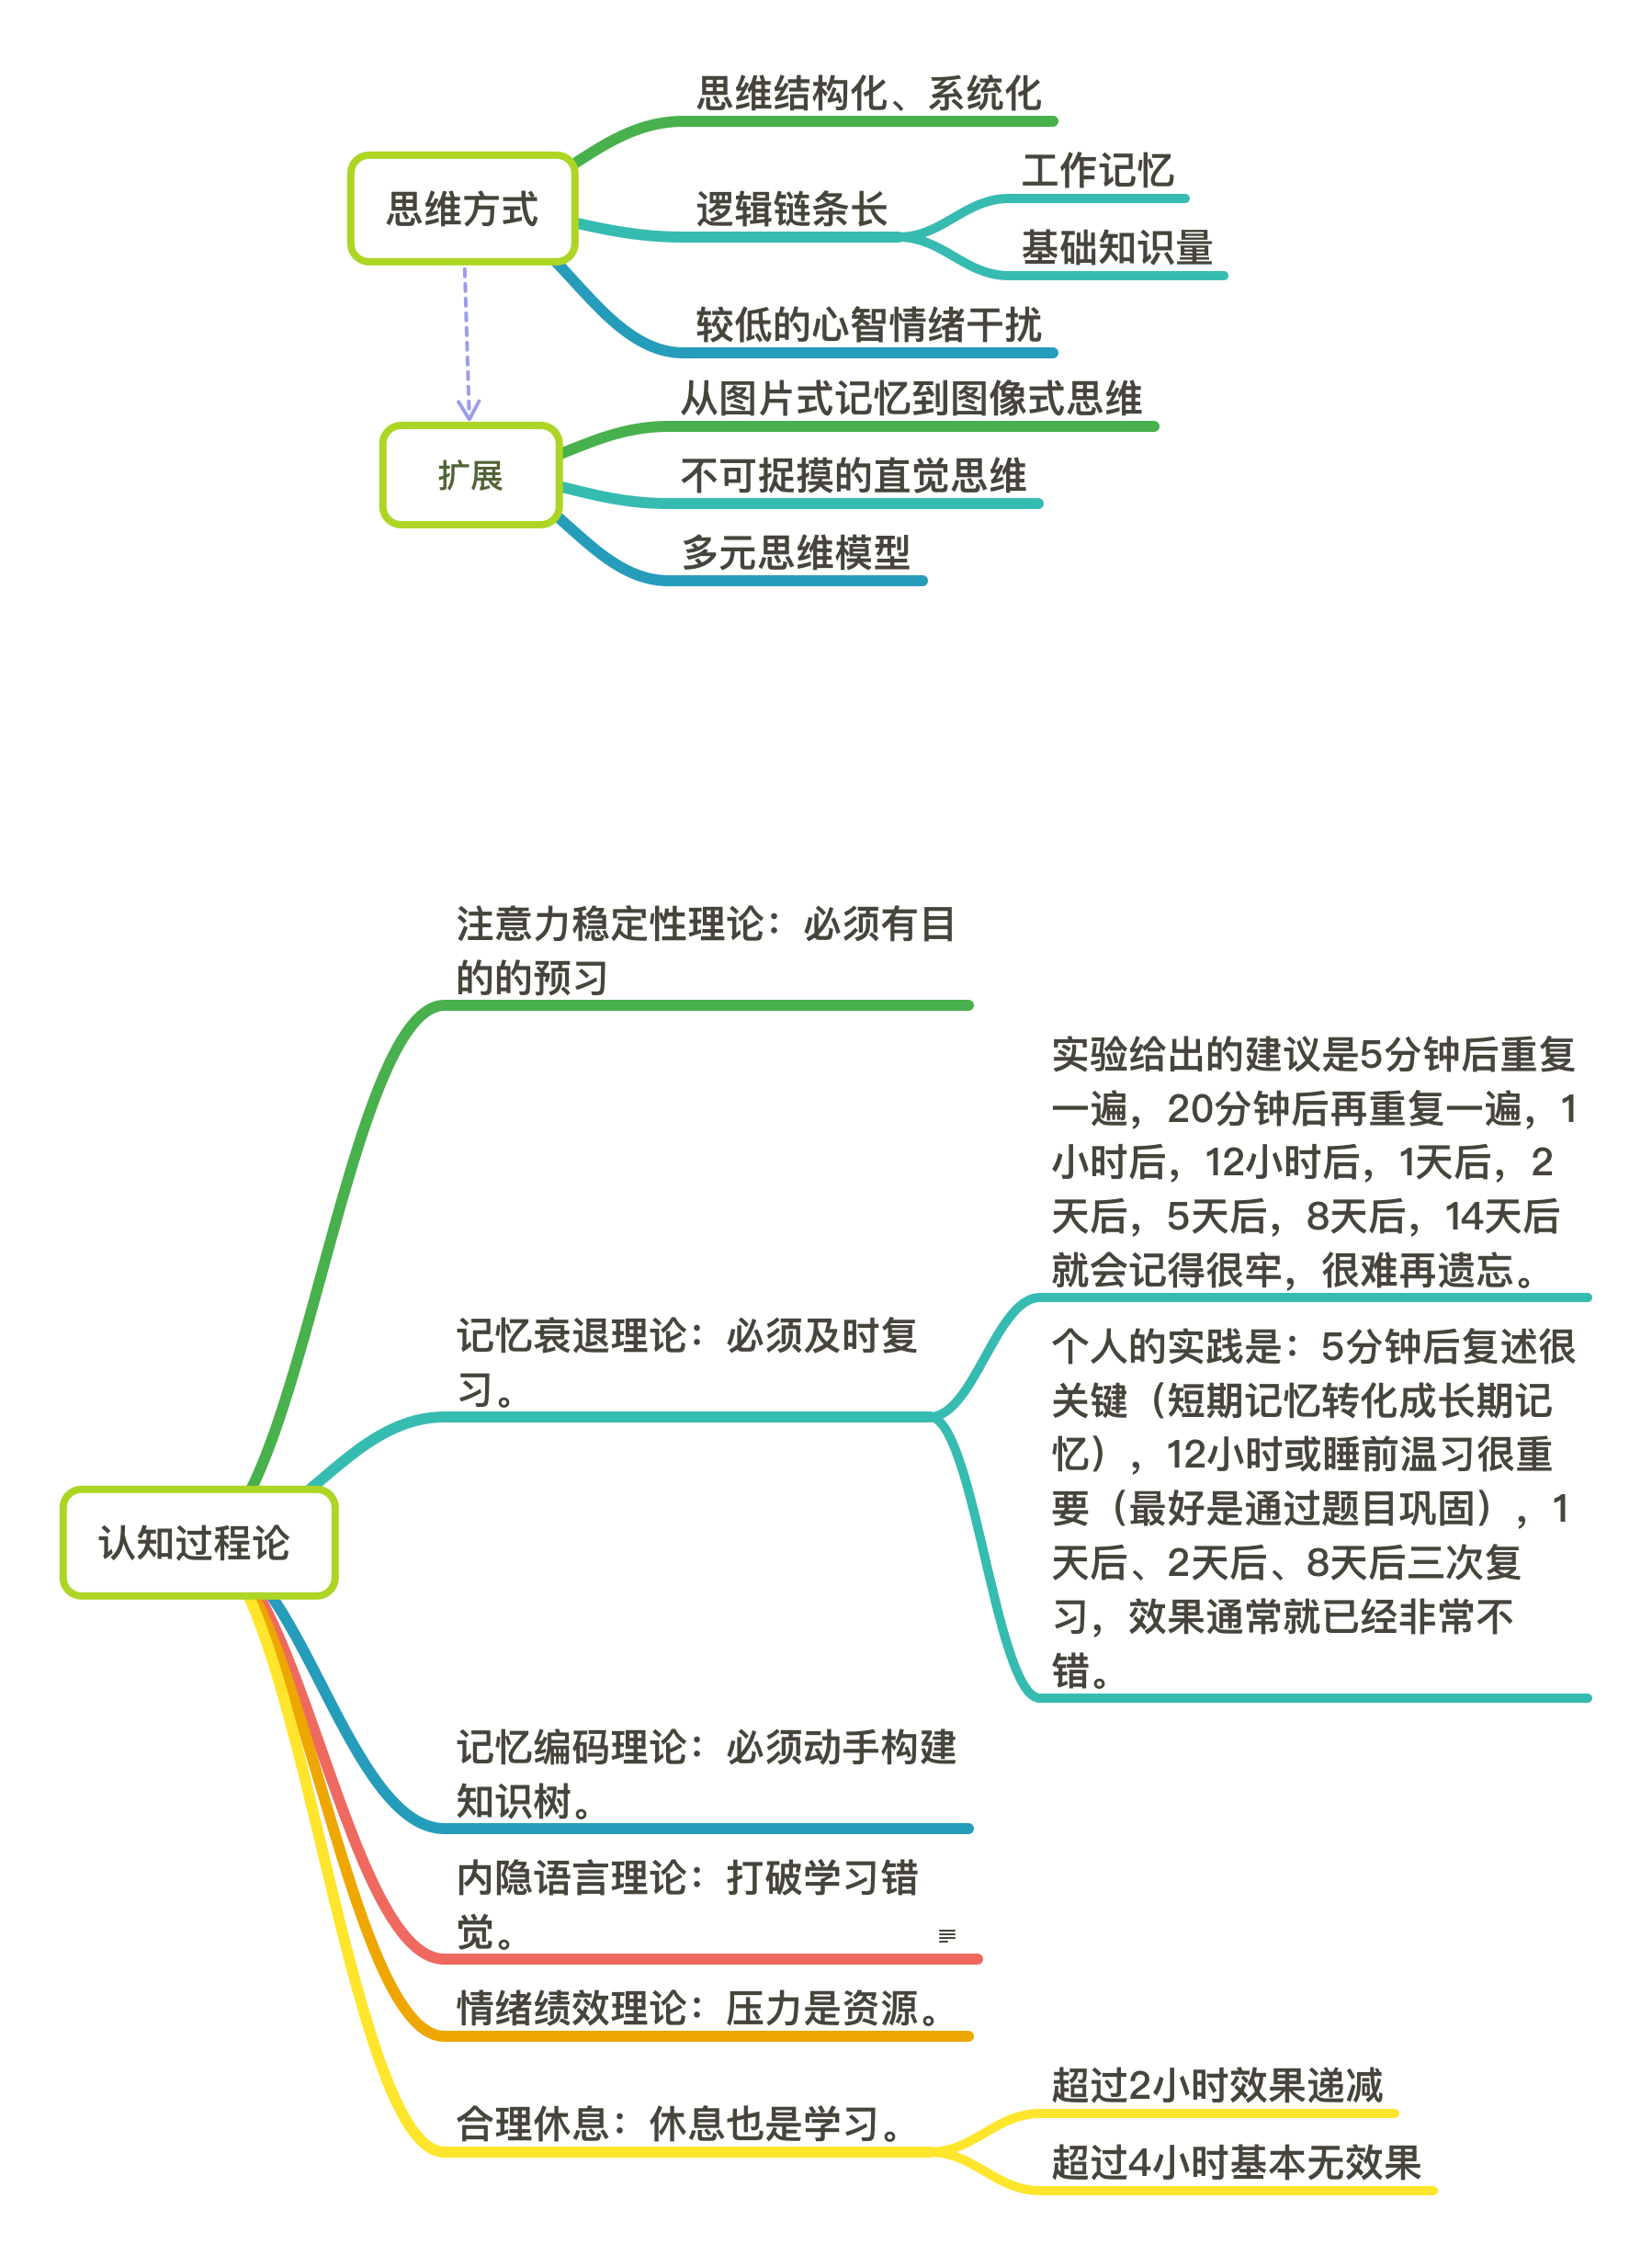 思维结构化、系统化
工作记忆
思维方式
逻辑链条长
基础知识量
较低的心智情绪干扰
从图片式记忆到图像式思维
扩展
不可捉摸的直觉思维
多元思维模型
注意力稳定性理论：必须有目
的的预习
实验给出的建议是5分钟后重复
一遍，20分钟后再重复一遍，1
小时后，12小时后，1天后，2
天后，5天后，8天后，14天后
就会记得很牢，很难再遗忘。
记忆衰退理论：必须及时复
习。
个人的实践是：5分钟后复述很
关键（短期记忆转化成长期记
忆），12小时或睡前温习很重
要（最好是通过题目巩固），1
天后、2天后、8天后三次复
习，效果通常就已经非常不
错。
认知过程论
记忆编码理论：必须动手构建
知识树。
内隐语言理论：打破学习错
觉。
情绪绩效理论：压力是资源。
合理休息：休息也是学习。
超过2小时效果递减
超过4小时基本无效果